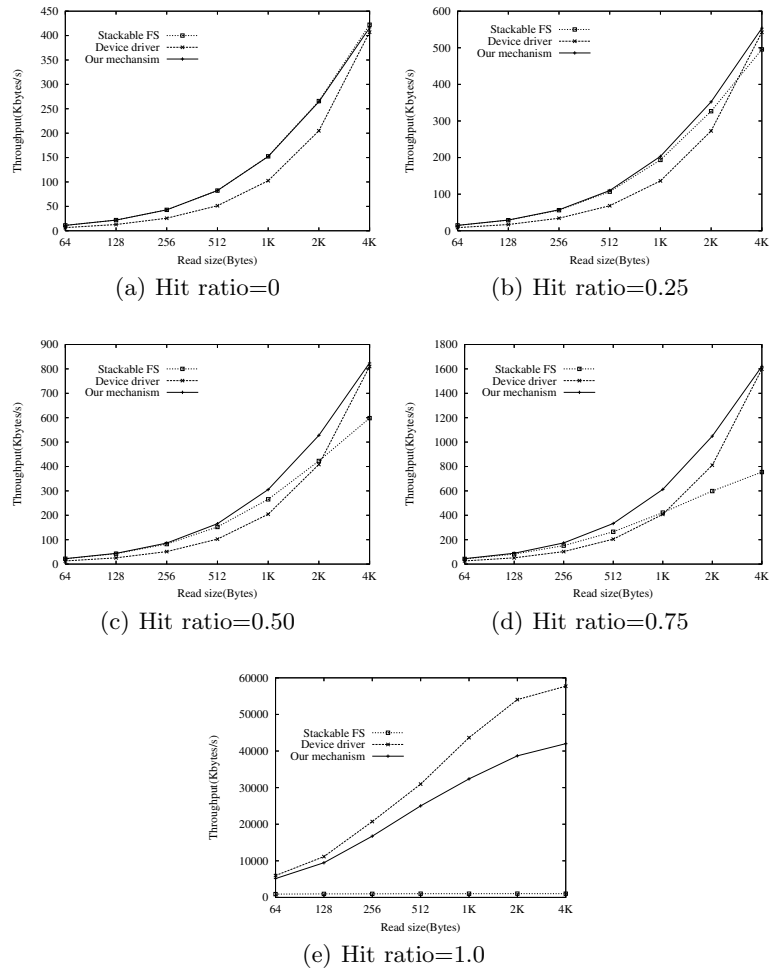 450
400
350
300
250
200
150
100
50
0
Throughput(Kbytes/s)
Stackable FS
Device driver
Our mechansim
64 128 256 512 1K 2K 4K
Read size(Bytes)
(a) Hit ratio=0
600
500
400
300
200
100
0
Throughput(Kbytes/s)
Stackable FS
Device driver
Our mechanism
64 128 256 512 1K 2K 4K
Read size(Bytes)
(b) Hit ratio=0.25
900
800
700
600
500
400
300
200
100
0
Throughput(Kbytes/s)
Stackable FS
Device driver
Our mechanism
64 128 256 512 1K 2K 4K
Read size(Bytes)
(c) Hit ratio=0.50
1800
1600
1400
1200
1000
800
600
400
200
0
Throughput(Kbytes/s)
Stackable FS
Device driver
Our mechanism
64 128 256 512 1K 2K 4K
Read size(Bytes)
(d) Hit ratio=0.75
60000
50000
40000
30000
20000
10000
0
Throughput(Kbytes/s)
Stackable FS
Device driver
Our mechanism
64 128 256 512 1K 2K 4K
Read size(Bytes)
(e) Hit ratio=1.0